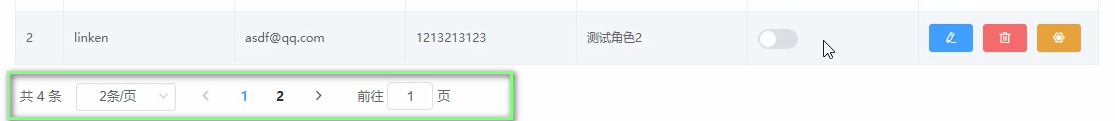 2 linken asdf@qq.com 1213213123 测试角色2
共 4 条 2条/页 1 2 前往 1 页